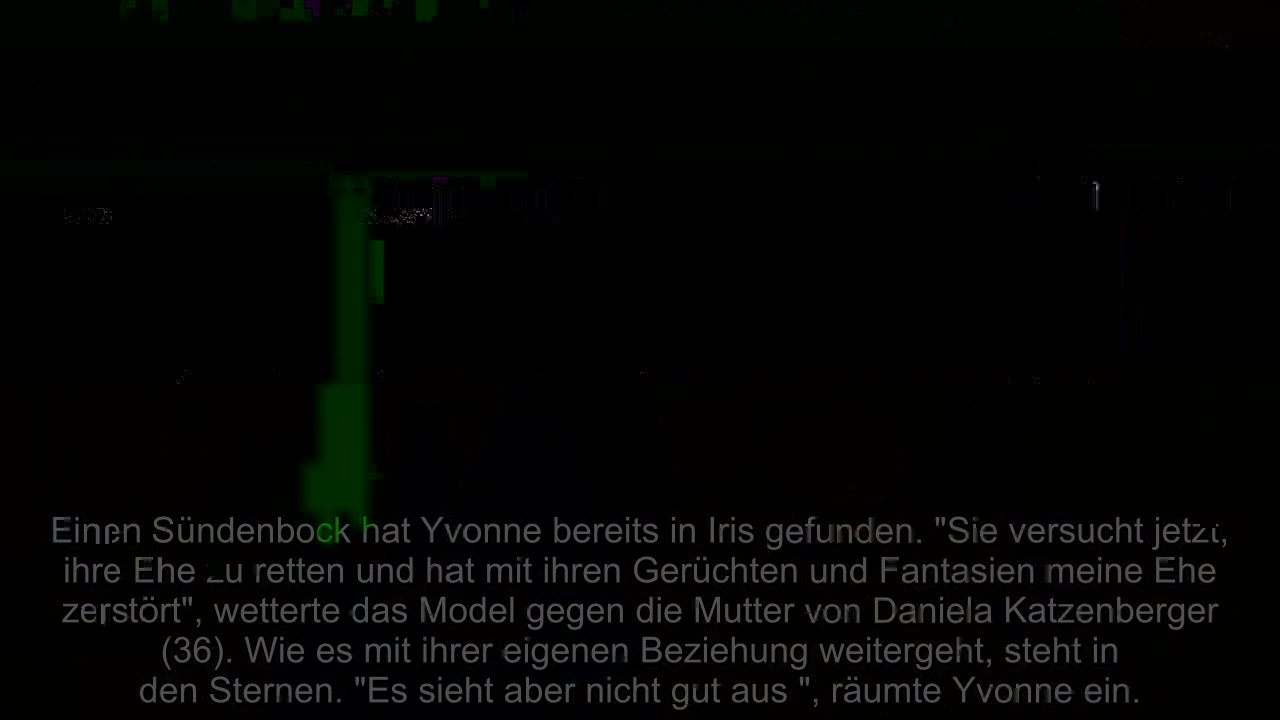 Einen Sündenbock hat Yvonne bereits in Iris gefunden. "Sie versucht jetzt,
ihre Ehe zu retten und hat mit ihren Gerüchten und Fantasien meine Ehe
zerstört", wetterte das Model gegen die Mutter von Daniela Katzenberger
(36). Wie es mit ihrer eigenen Beziehung weitergeht, steht in
den Sternen. "Es sieht aber nicht gut aus ", räumte Yvonne ein.